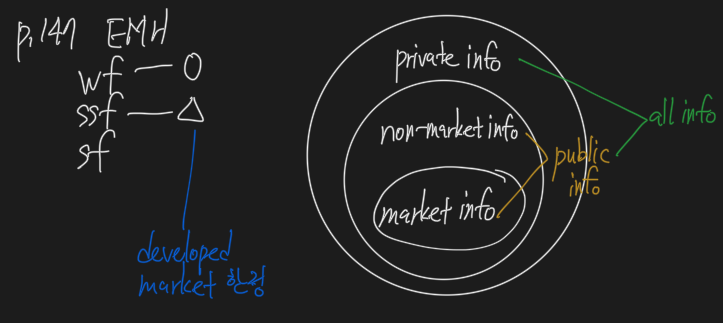 p.147 EMH
wf — O
ssf — △
sf
developed
market 한정
private info
non-market info
market info
public
info
all info